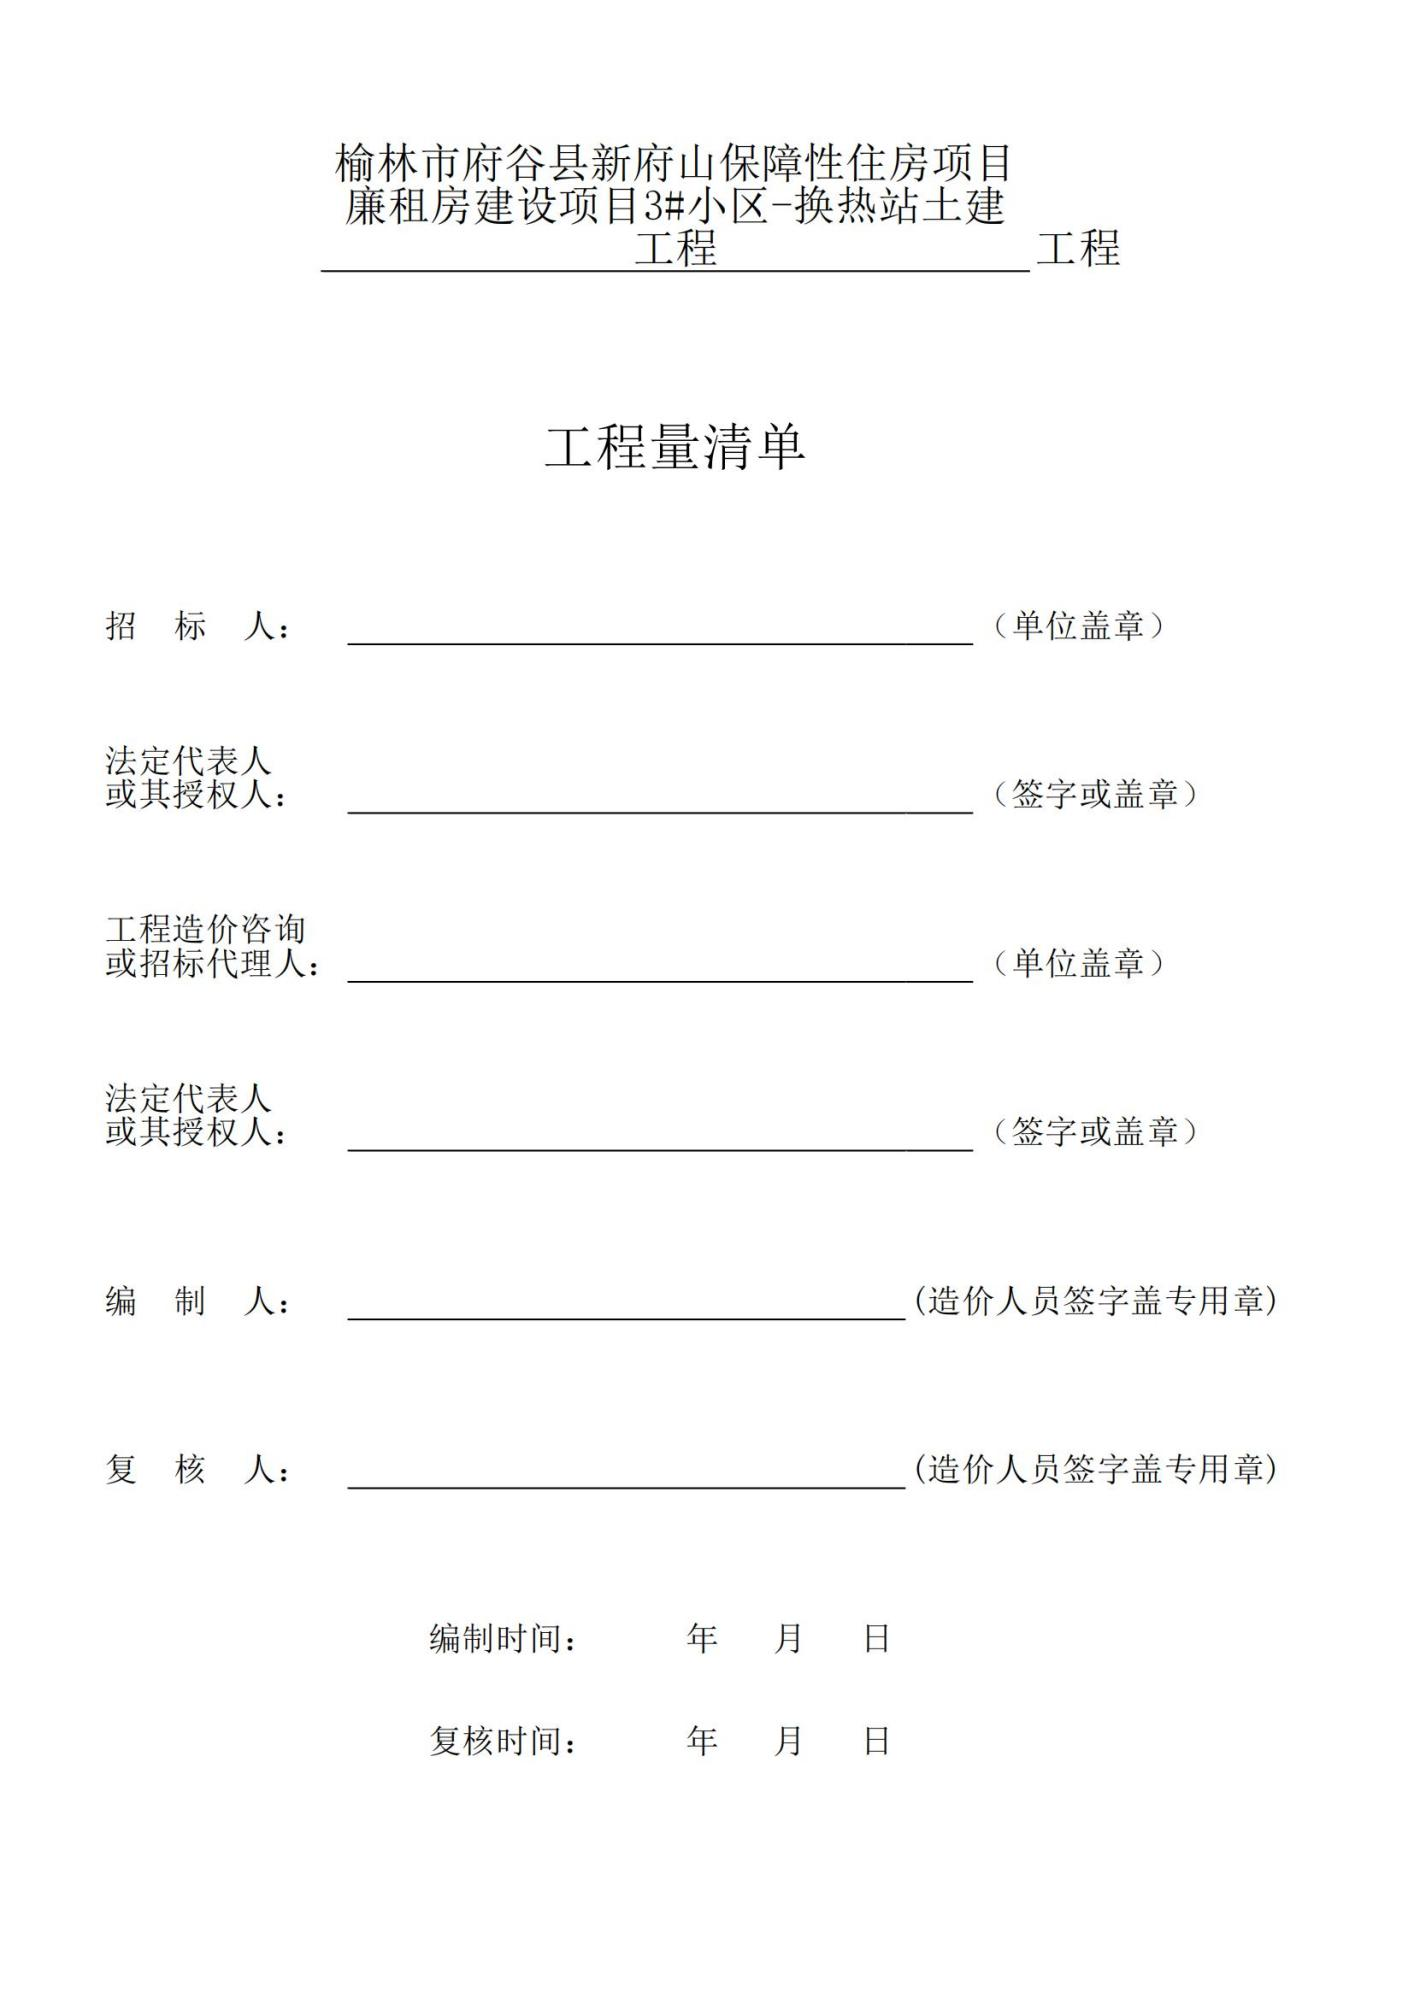 榆林市府谷县新府山保障性住房项目
廉租房建设项目3#小区-换热站土建
工程 工程
工程量清单
招 标 人： （单位盖章）
法定代表人
或其授权人： （签字或盖章）
工程造价咨询
或招标代理人： （单位盖章）
法定代表人
或其授权人： （签字或盖章）
编 制 人： (造价人员签字盖专用章)
复 核 人： (造价人员签字盖专用章)
编制时间： 年 月 日
复核时间： 年 月 日